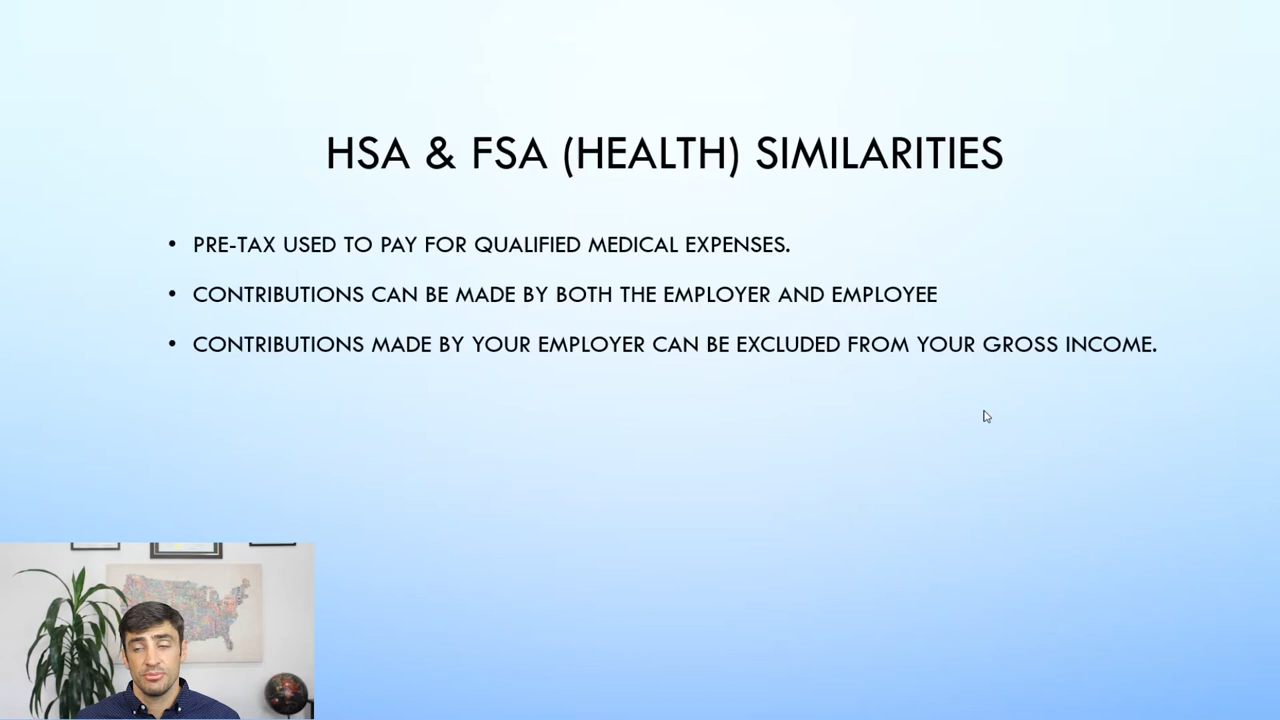 HSA & FSA (HEALTH) SIMILARITIES
• PRE-TAX USED TO PAY FOR QUALIFIED MEDICAL EXPENSES.
• CONTRIBUTIONS CAN BE MADE BY BOTH THE EMPLOYER AND EMPLOYEE
• CONTRIBUTIONS MADE BY YOUR EMPLOYER CAN BE EXCLUDED FROM YOUR GROSS INCOME.